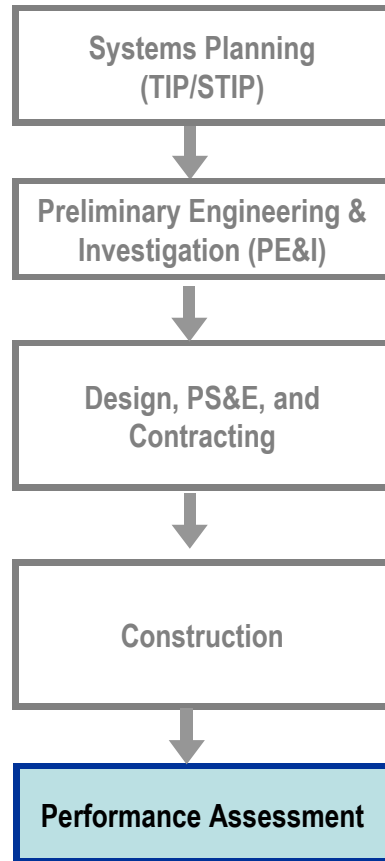 Systems Planning
(TIP/STIP)
Preliminary Engineering &
Investigation (PE&I)
Design, PS&E, and
Contracting
Construction
Performance Assessment